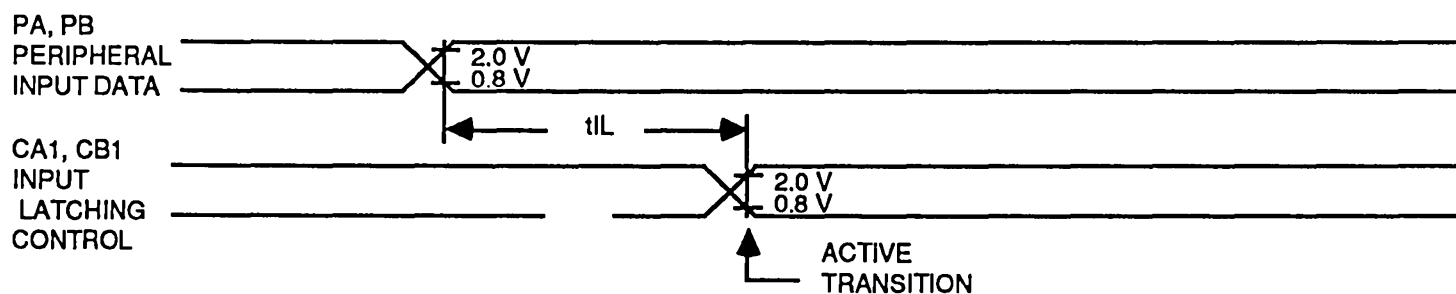 PA, PB
PERIPHERAL
INPUT DATA
2.0 V
0.8 V
tIL
CA1, CB1
INPUT
LATCHING
CONTROL
2.0 V
0.8 V
ACTIVE
TRANSITION